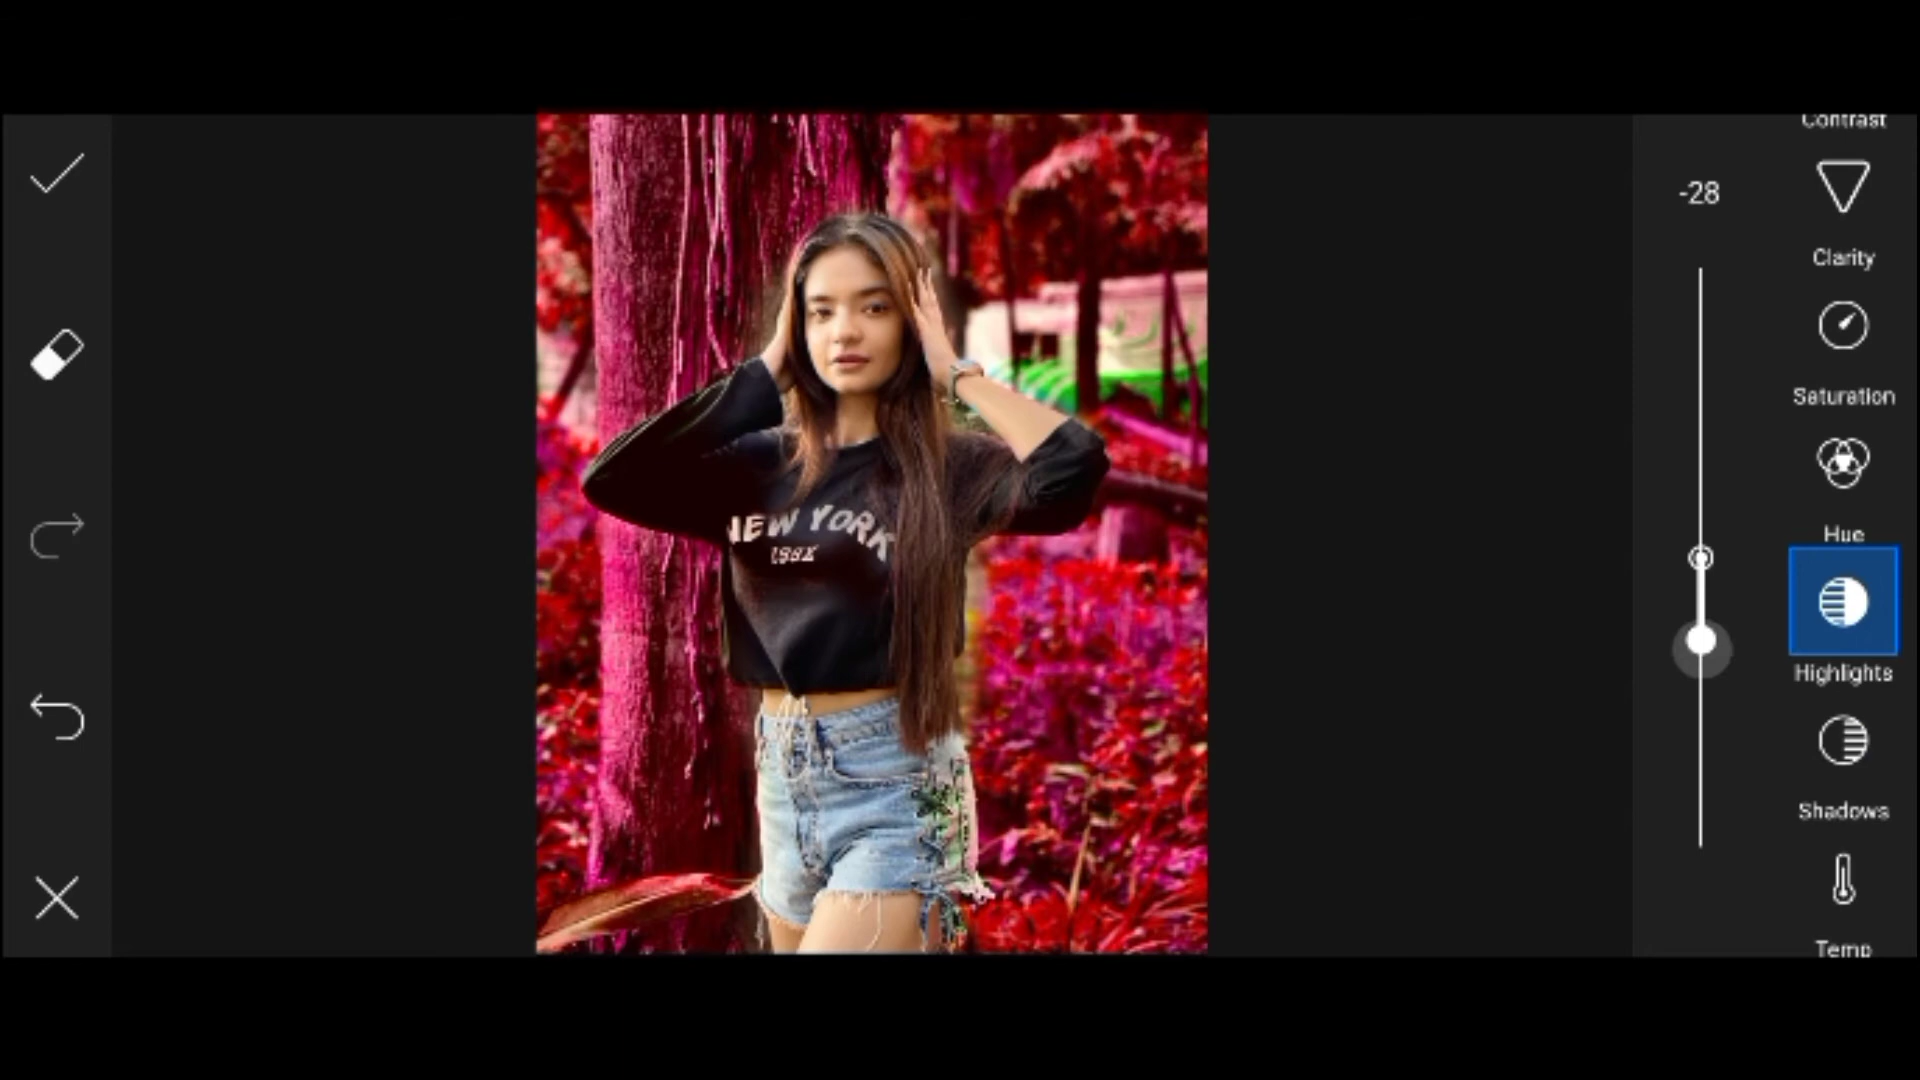 Contrast
-28
Clarity
Saturation
Hue
Highlights
Shadows
Temp
NEW YORK